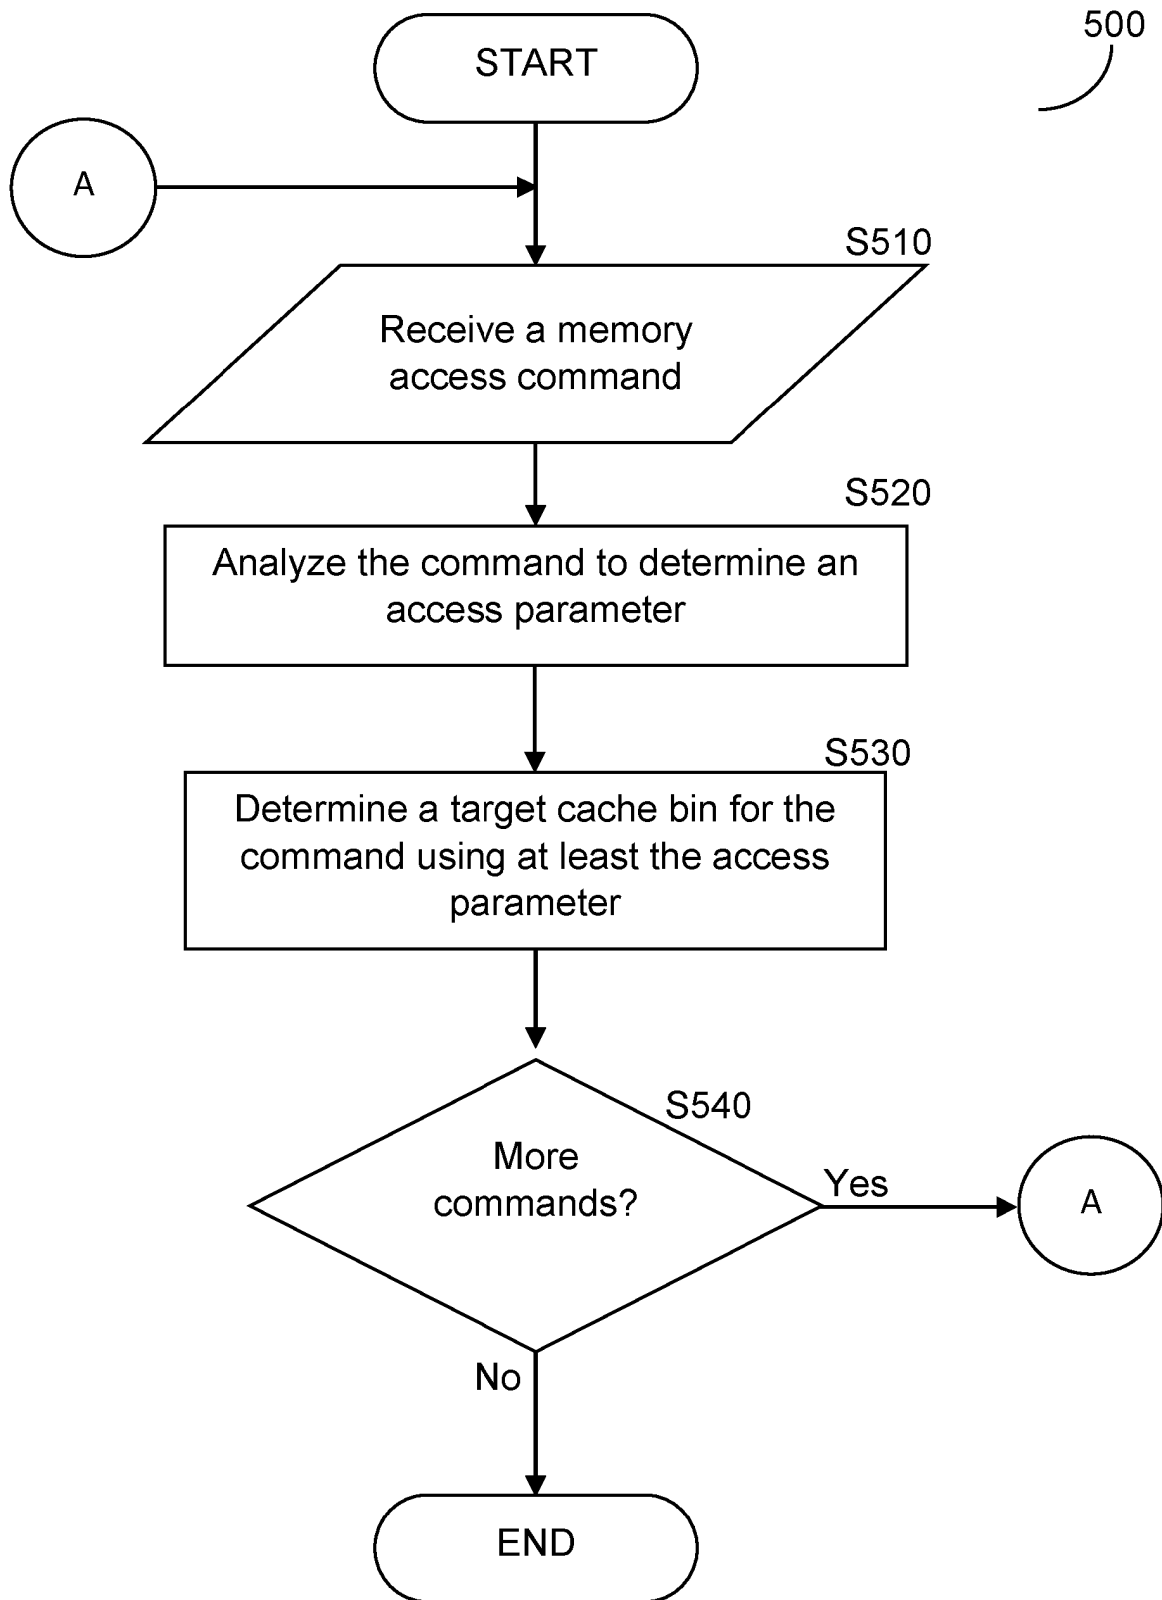 500
START
A
S510
Receive a memory
access command
S520
Analyze the command to determine an
access parameter
S530
Determine a target cache bin for the
command using at least the access
parameter
S540
More
commands?
Yes
A
No
END